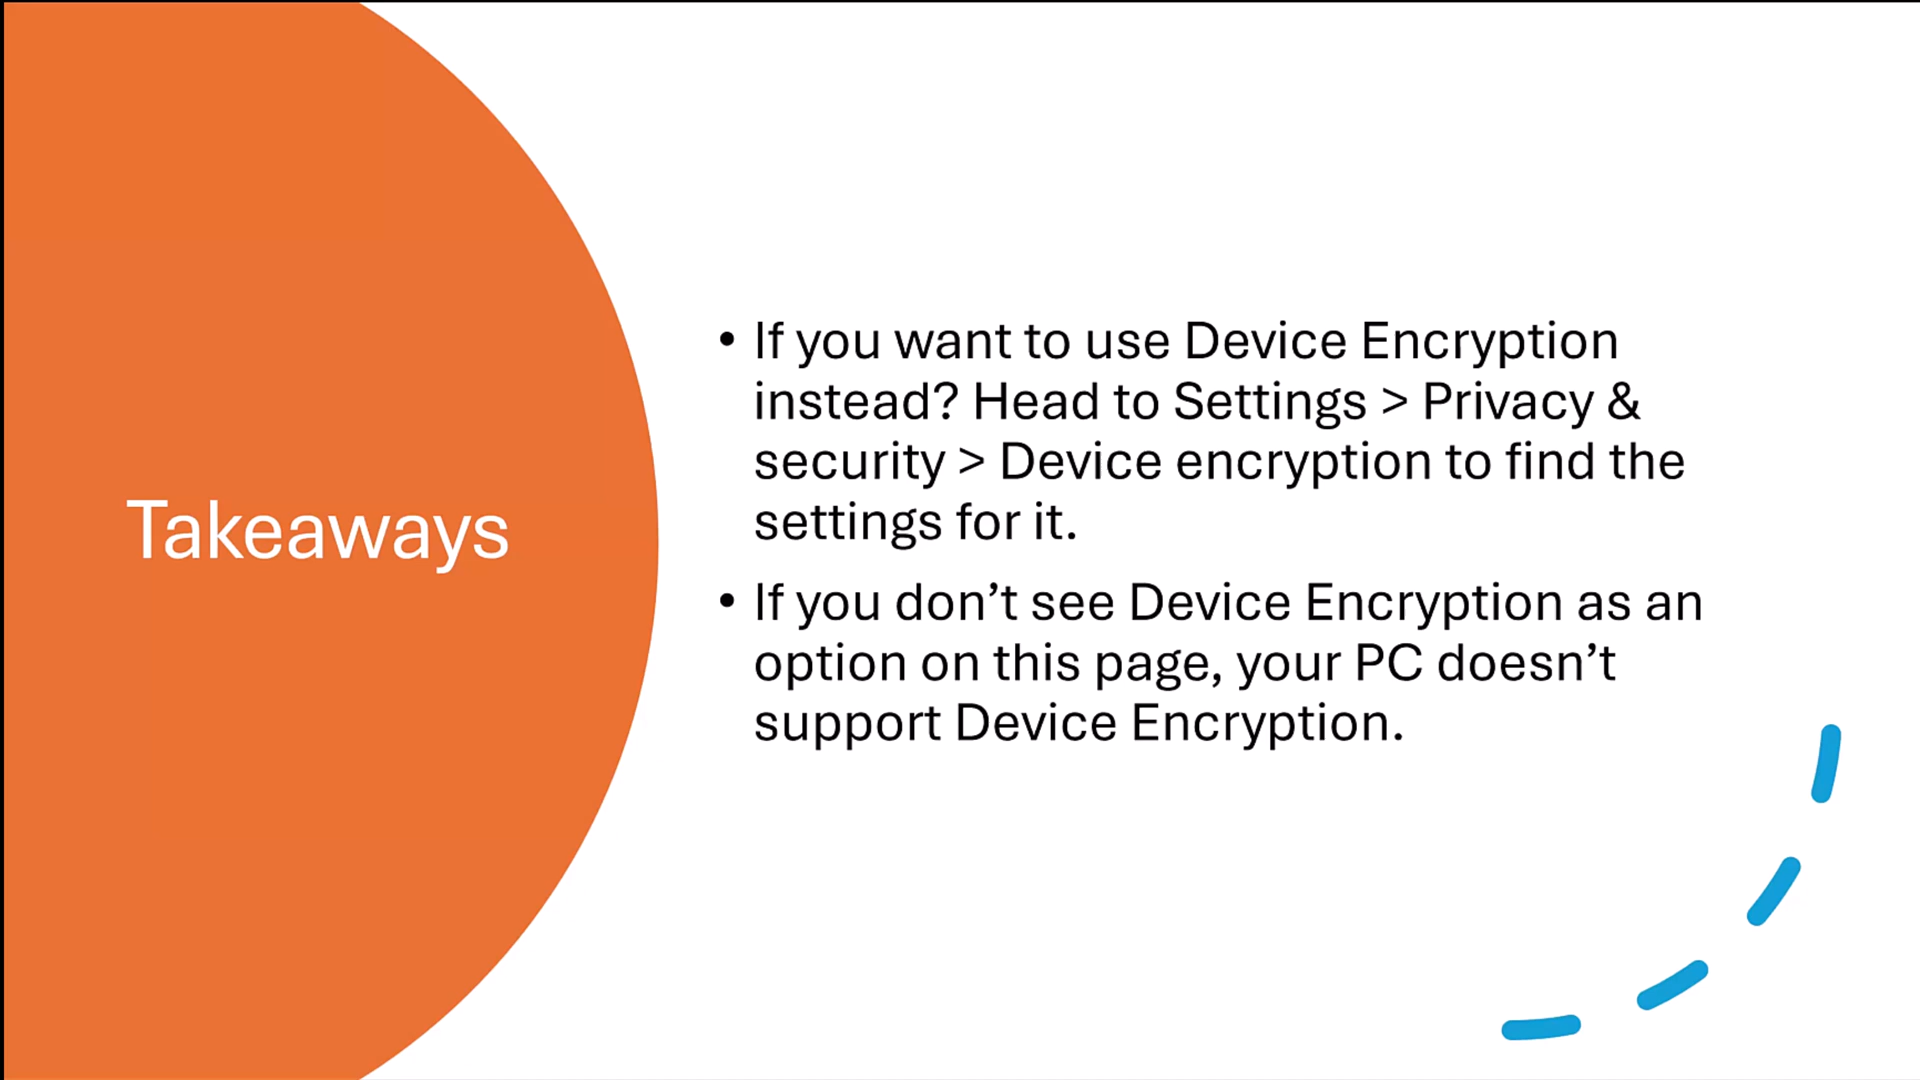 Takeaways
• If you want to use Device Encryption
instead? Head to Settings > Privacy &
security > Device encryption to find the
settings for it.
• If you don’t see Device Encryption as an
option on this page, your PC doesn’t
support Device Encryption.